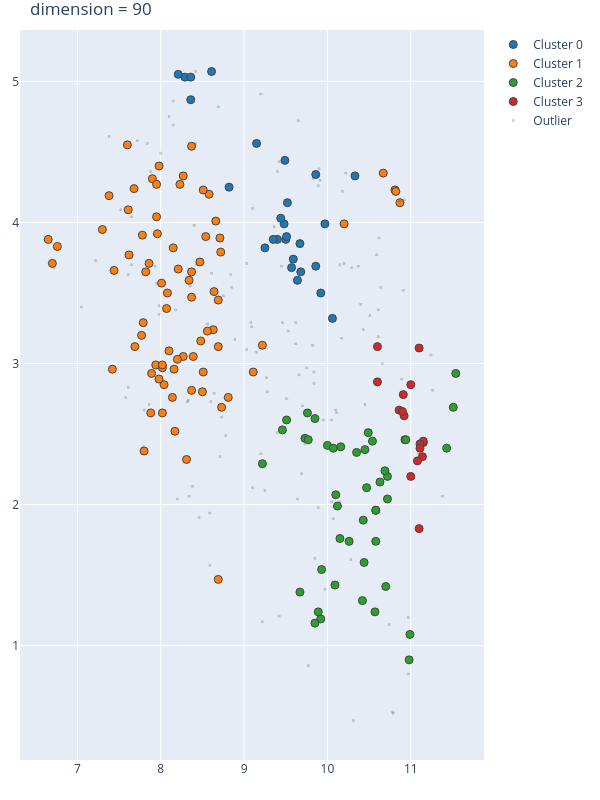 dimension = 90
Cluster 0
Cluster 1
Cluster 2
Cluster 3
Outlier
5
4
3
2
1
7 8 9 10 11